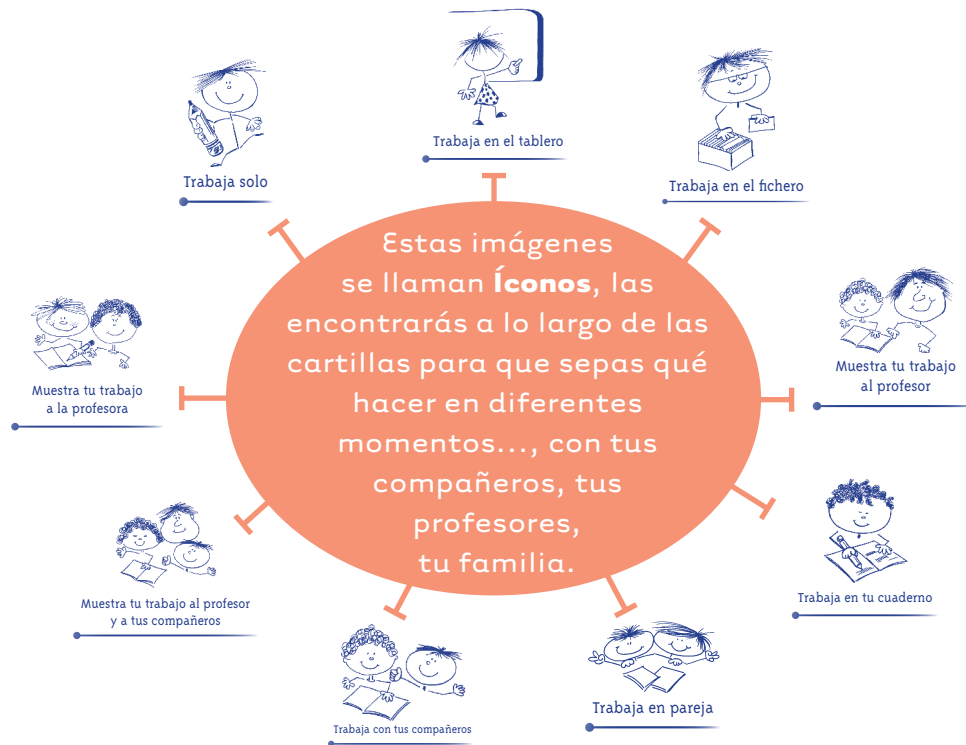 Trabaja en el tablero
Trabaja solo
Trabaja en el fichero
Estas imágenes
se llaman Íconos, las
encontrarás a lo largo de las
cartillas para que sepas qué
hacer en diferentes
momentos..., con tus
compañeros, tus
profesores,
tu familia.
Muestra tu trabajo
a la profesora
Muestra tu trabajo
al profesor
Muestra tu trabajo al profesor
y a tus compañeros
Trabaja en tu cuaderno
Trabaja con tus compañeros
Trabaja en pareja